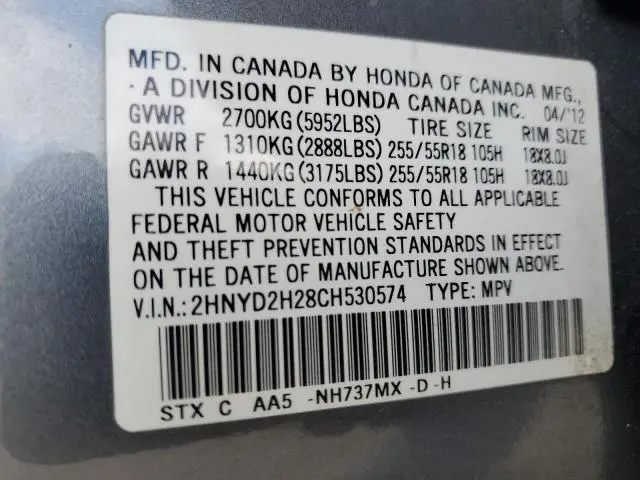 MFD. IN CANADA BY HONDA OF CANADA MFG.,
· A DIVISION OF HONDA CANADA INC. 04/'12
GVWR 2700KG (5952LBS) TIRE SIZE RIM SIZE
GAWR F 1310KG (2888LBS) 255/55R18 105H 18X8.0J
GAWR R 1440KG (3175LBS) 255/55R18 105H 18X8.0J
THIS VEHICLE CONFORMS TO ALL APPLICABLE
FEDERAL MOTOR VEHICLE SAFETY
AND THEFT PREVENTION STANDARDS IN EFFECT
ON THE DATE OF MANUFACTURE SHOWN ABOVE.
V.I.N.: 2HNYD2H28CH530574 TYPE: MPV
STX C AA5 -NH737MX -D -H